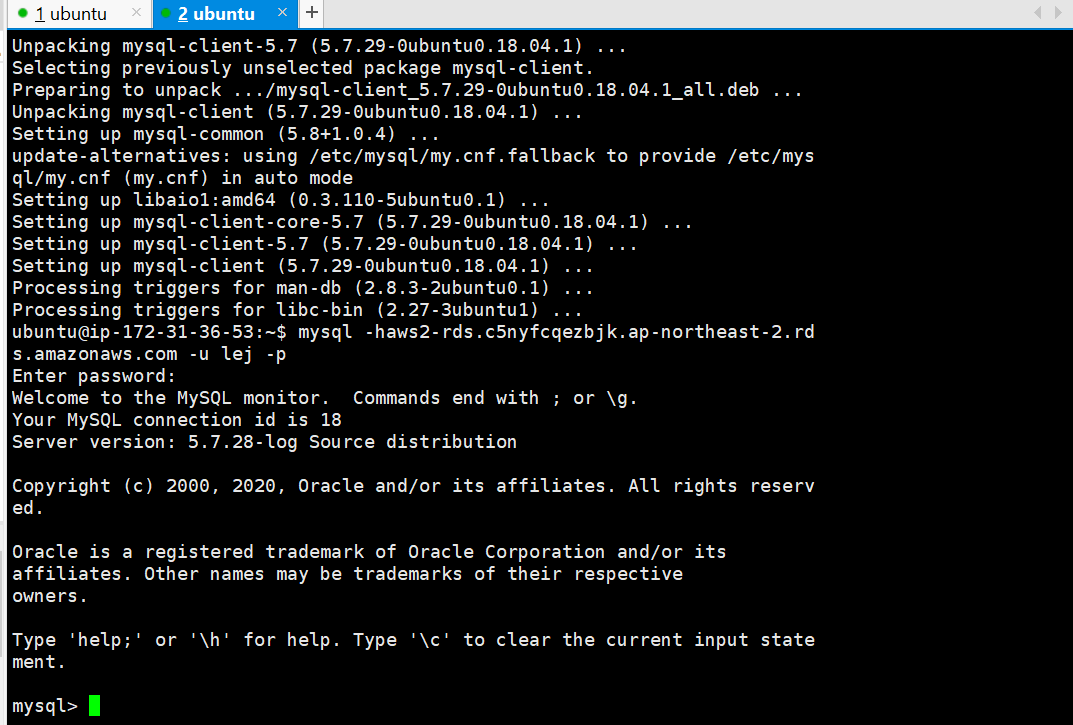 1 ubuntu × 2 ubuntu × +
Unpacking mysql-client-5.7 (5.7.29-0ubuntu0.18.04.1) ...
Selecting previously unselected package mysql-client.
Preparing to unpack .../mysql-client_5.7.29-0ubuntu0.18.04.1_all.deb ...
Unpacking mysql-client (5.7.29-0ubuntu0.18.04.1) ...
Setting up mysql-common (5.8+1.0.4) ...
update-alternatives: using /etc/mysql/my.cnf.fallback to provide /etc/mys
ql/my.cnf (my.cnf) in auto mode
Setting up libaio1:amd64 (0.3.110-5ubuntu0.1) ...
Setting up mysql-client-core-5.7 (5.7.29-0ubuntu0.18.04.1) ...
Setting up mysql-client-5.7 (5.7.29-0ubuntu0.18.04.1) ...
Setting up mysql-client (5.7.29-0ubuntu0.18.04.1) ...
Processing triggers for man-db (2.8.3-2ubuntu0.1) ...
Processing triggers for libc-bin (2.27-3ubuntu1) ...
ubuntu@ip-172-31-36-53:~$ mysql -haws2-rds.c5nyfcqezbjk.ap-northeast-2.rd
s.amazonaws.com -u lej -p
Enter password:
Welcome to the MySQL monitor.  Commands end with ; or \g.
Your MySQL connection id is 18
Server version: 5.7.28-log Source distribution
Copyright (c) 2000, 2020, Oracle and/or its affiliates. All rights reserv
ed.
Oracle is a registered trademark of Oracle Corporation and/or its
affiliates. Other names may be trademarks of their respective
owners.
Type 'help;' or '\h' for help. Type '\c' to clear the current input state
ment.
mysql>